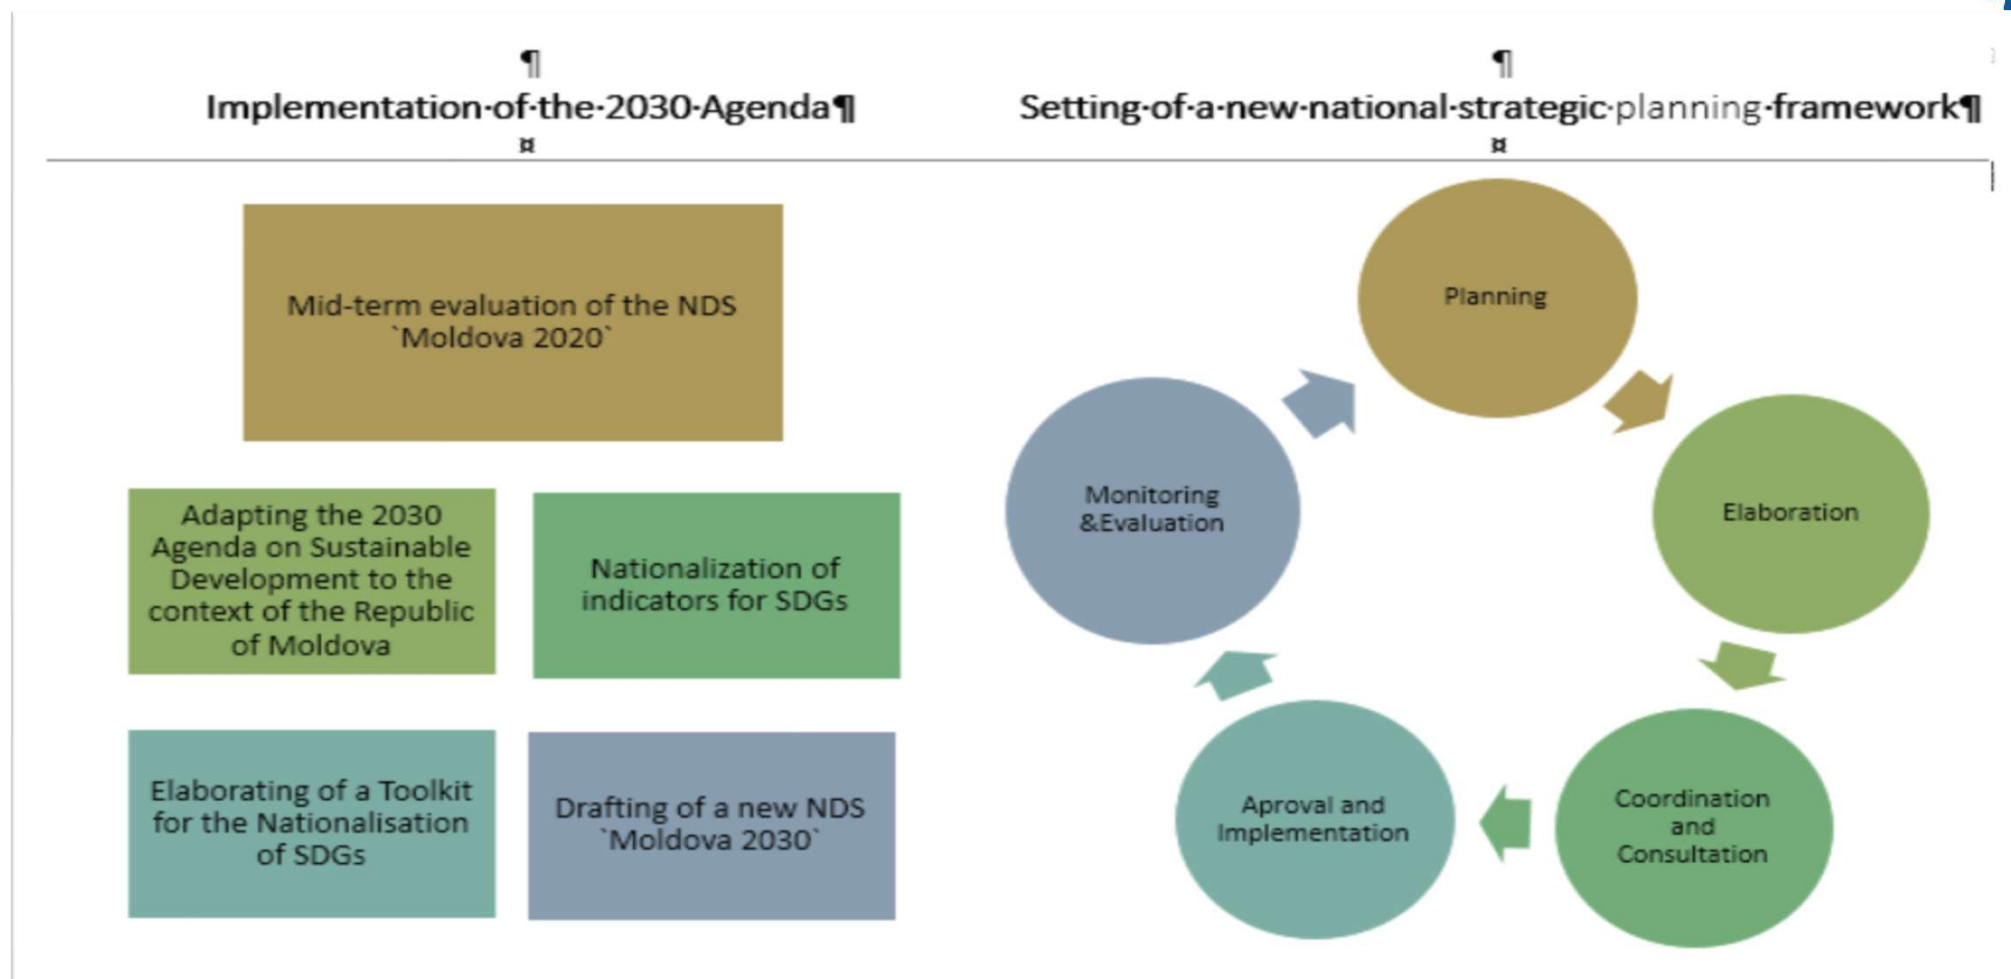 ¶
Implementation·of·the·2030·Agenda¶
¤
¶
Setting·of·a·new·national·strategic·planning·framework¶
¤
Mid-term evaluation of the NDS
`Moldova 2020`
Adapting the 2030
Agenda on Sustainable
Development to the
context of the Republic
of Moldova
Nationalization of
indicators for SDGs
Elaborating of a Toolkit
for the Nationalisation
of SDGs
Drafting of a new NDS
`Moldova 2030`
Planning
Elaboration
Coordination
and
Consultation
Aproval and
Implementation
Monitoring
&Evaluation